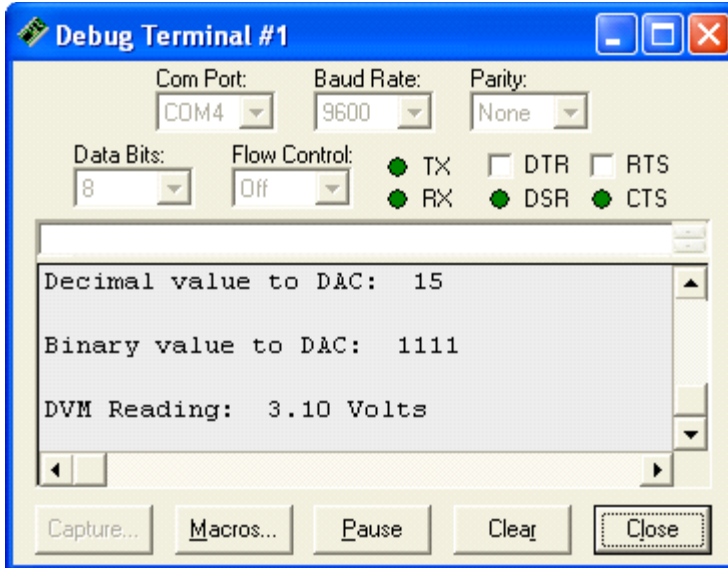 Debug Terminal #1
Com Port: Baud Rate: Parity:
COM4 9600 None
Data Bits: Flow Control: TX DTR RTS
8 Off RX DSR CTS
Decimal value to DAC:  15
Binary value to DAC:  1111
DVM Reading:  3.10 Volts
Capture... Macros... Pause Clear Close